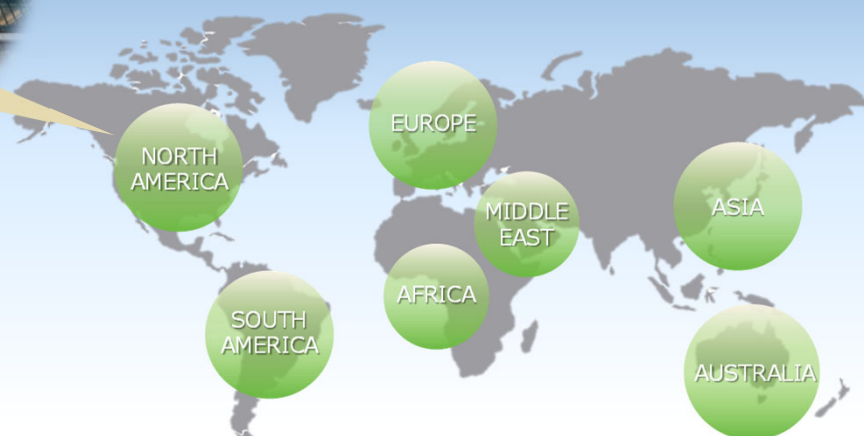 EUROPE
NORTH
AMERICA
MIDDLE
EAST
ASIA
AFRICA
SOUTH
AMERICA
AUSTRALIA